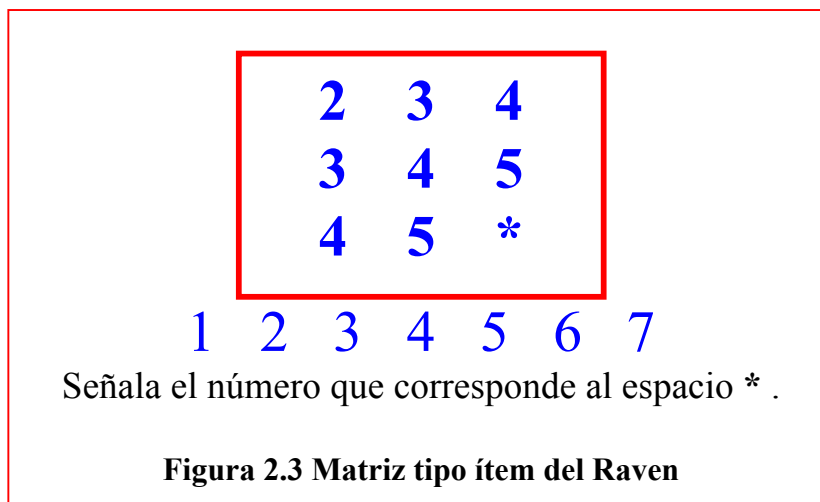 2 3 4
3 4 5
4 5 *
1 2 3 4 5 6 7
Señala el número que corresponde al espacio * .
Figura 2.3 Matriz tipo ítem del Raven